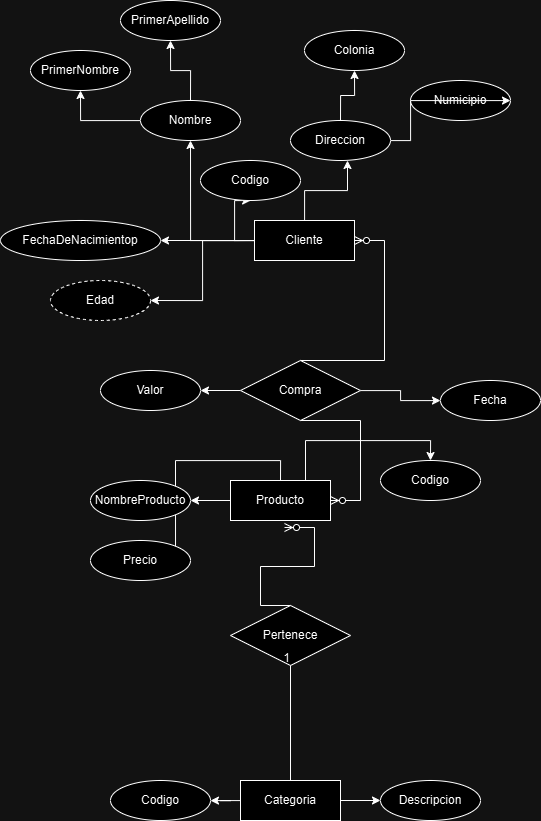 PrimerApellido
Colonia
PrimerNombre
Numicipio
Nombre
Direccion
Codigo
FechaDeNacimientop
Cliente
Edad
Valor
Compra
Fecha
Codigo
NombreProducto
Producto
Precio
Pertenece
1
Codigo
Categoria
Descripcion